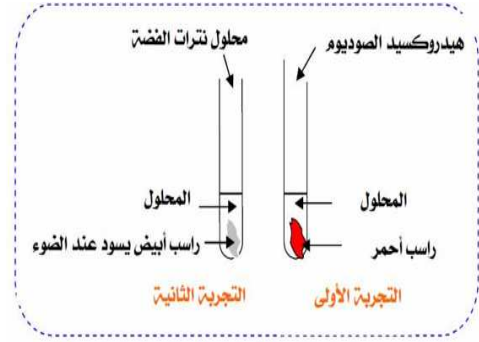 هيدروكسيد الصوديوم
محلول نترات الفضة
المحلول
المحلول
راسب أحمر
راسب أبيض يسود عند الضوء
التجربة الأولى
التجربة الثانية